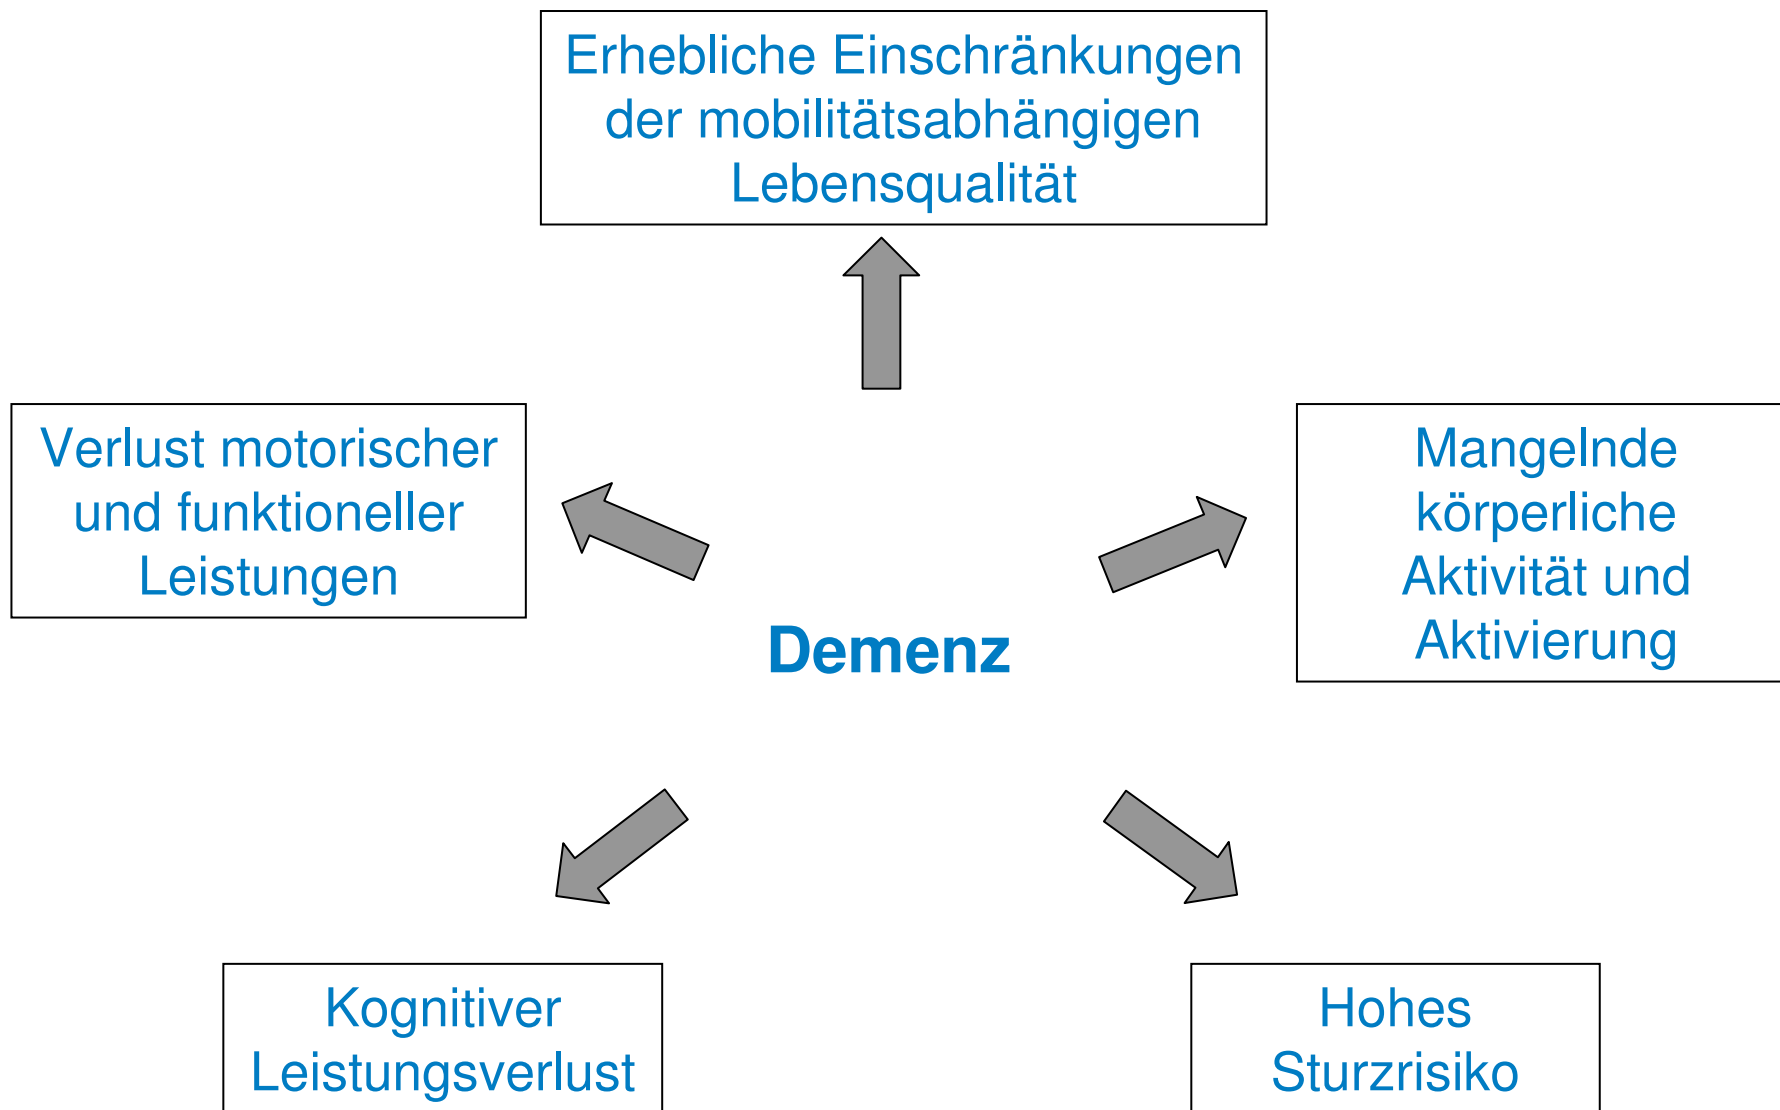 Erhebliche Einschränkungen
der mobilitätsabhängigen
Lebensqualität
Verlust motorischer
und funktioneller
Leistungen
Mangelnde
körperliche
Aktivität und
Aktivierung
Demenz
Kognitiver
Leistungsverlust
Hohes
Sturzrisiko